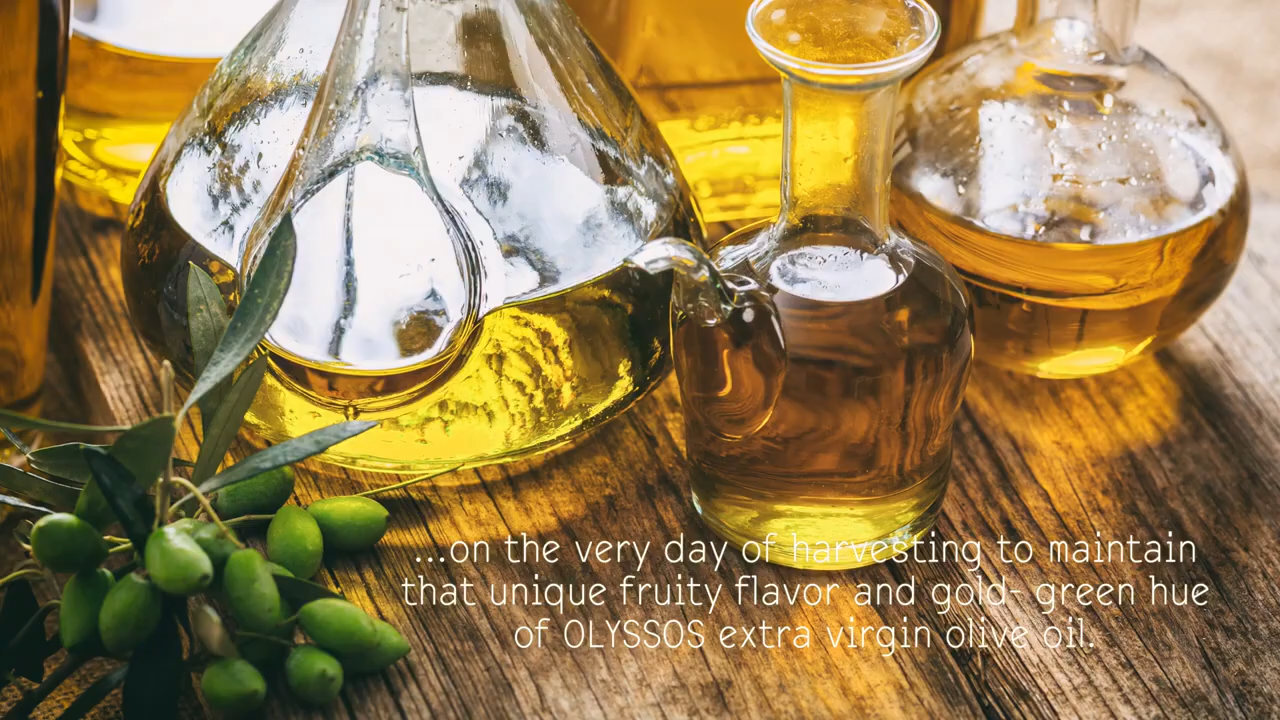 ...on the very day of harvesting to maintain
that unique fruity flavor and gold- green hue
of OLYSSOS extra virgin olive oil.